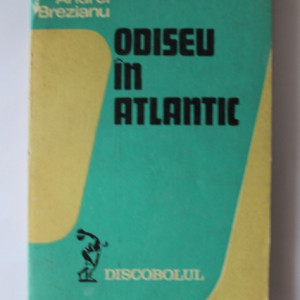 Andrei
Brezianu
ODISEU
ÎN
ATLANTIC
DISCOBOLUL